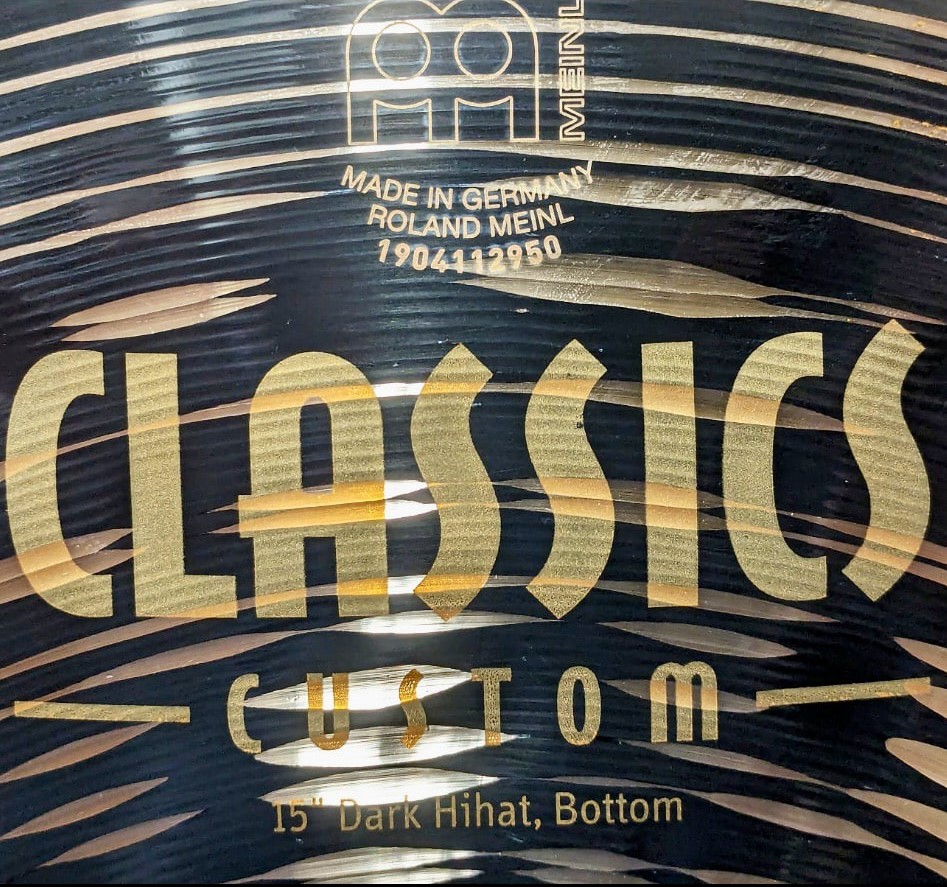 MEINL
MADE IN GERMANY
ROLAND MEINL
1904112950
CLASSICS
CUSTOM
15" Dark Hihat, Bottom